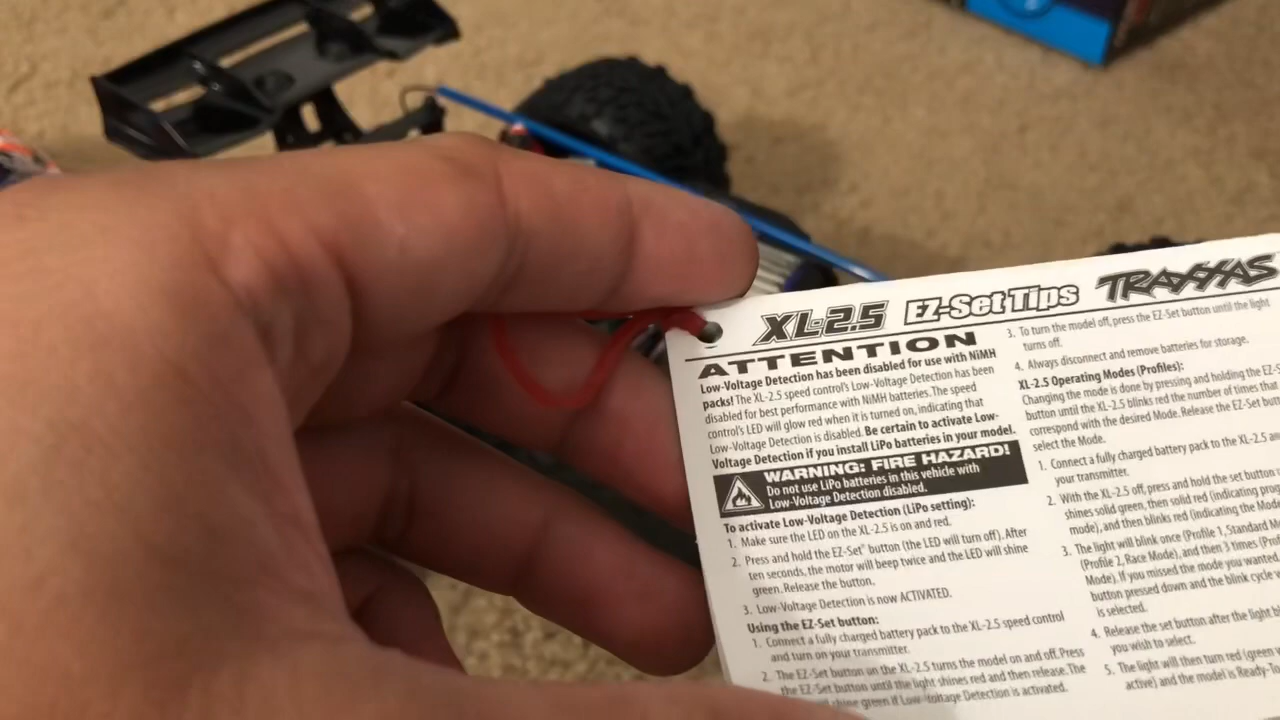 XL-2.5 EZ-Set Tips TRAXXAS
ATTENTION
Low-Voltage Detection has been disabled for use with NiMH
packs! The XL-2.5 speed control's Low-Voltage Detection has been
disabled for best performance with NiMH batteries. The speed
control's LED will glow red when it is turned on, indicating that
Low-Voltage Detection is disabled. Be certain to activate Low-
Voltage Detection if you install LiPo batteries in your model.
WARNING: FIRE HAZARD!
Do not use LiPo batteries in this vehicle with
Low-Voltage Detection disabled.
To activate Low-Voltage Detection (LiPo setting):
1. Make sure the LED on the XL-2.5 is on and red.
2. Press and hold the EZ-Set® button (the LED will turn off). After
ten seconds, the motor will beep twice and the LED will shine
green. Release the button.
3. Low-Voltage Detection is now ACTIVATED.
Using the EZ-Set button:
1. Connect a fully charged battery pack to the XL-2.5 speed control
and turn on your transmitter.
2. The EZ-Set button on the XL-2.5 turns the model on and off. Press
the EZ-Set button until the light shines red and then release. The
shine green if Low-Voltage Detection is activated.
3. To turn the model off, press the EZ-Set button until the light
turns off.
4. Always disconnect and remove batteries for storage.
XL-2.5 Operating Modes (Profiles):
Changing the mode is done by pressing and holding the EZ-S
button until the XL-2.5 blinks red the number of times that
correspond with the desired Mode. Release the EZ-Set butto
select the Mode.
1. Connect a fully charged battery pack to the XL-2.5 an
your transmitter.
2. With the XL-2.5 off, press and hold the set button
shines solid green, then solid red (indicating prog
mode), and then blinks red (indicating the Mode
3. The light will blink once (Profile 1, Standard M
(Profile 2, Race Mode), and then 3 times (Prof
Mode). If you missed the mode you wanted,
button pressed down and the blink cycle
is selected.
4. Release the set button after the light b
you wish to select.
5. The light will then turn red (green
active) and the model is Ready-To